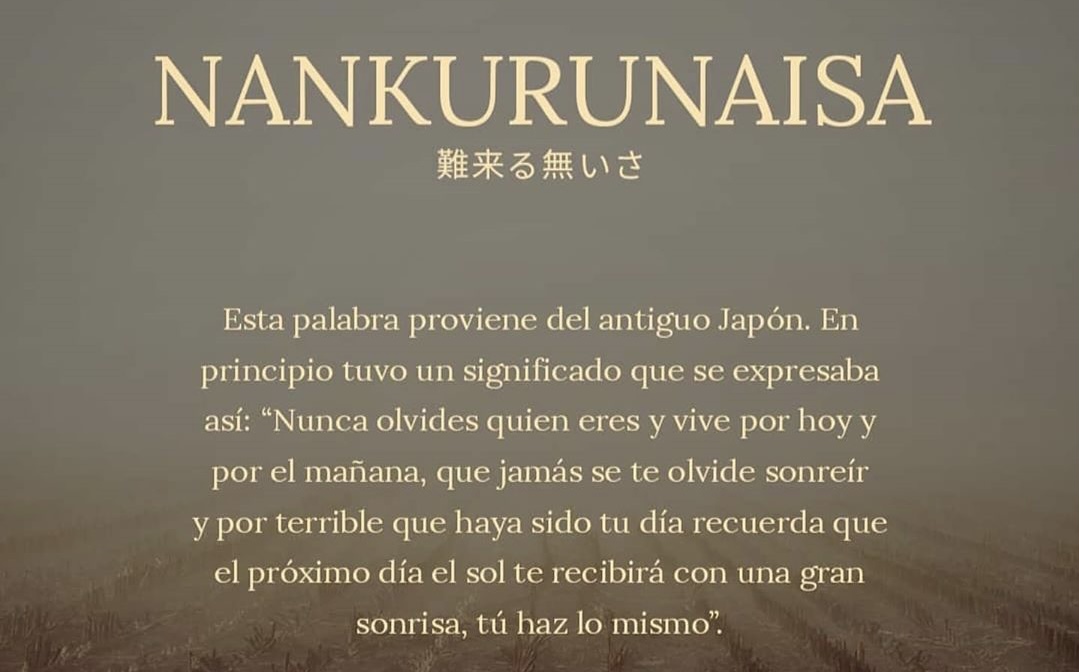 NANKURUNAISA
難来る無いさ
Esta palabra proviene del antiguo Japón. En
principio tuvo un significado que se expresaba
así: “Nunca olvides quien eres y vive por hoy y
por el mañana, que jamás se te olvide sonreír
y por terrible que haya sido tu día recuerda que
el próximo día el sol te recibirá con una gran
sonrisa, tú haz lo mismo”.